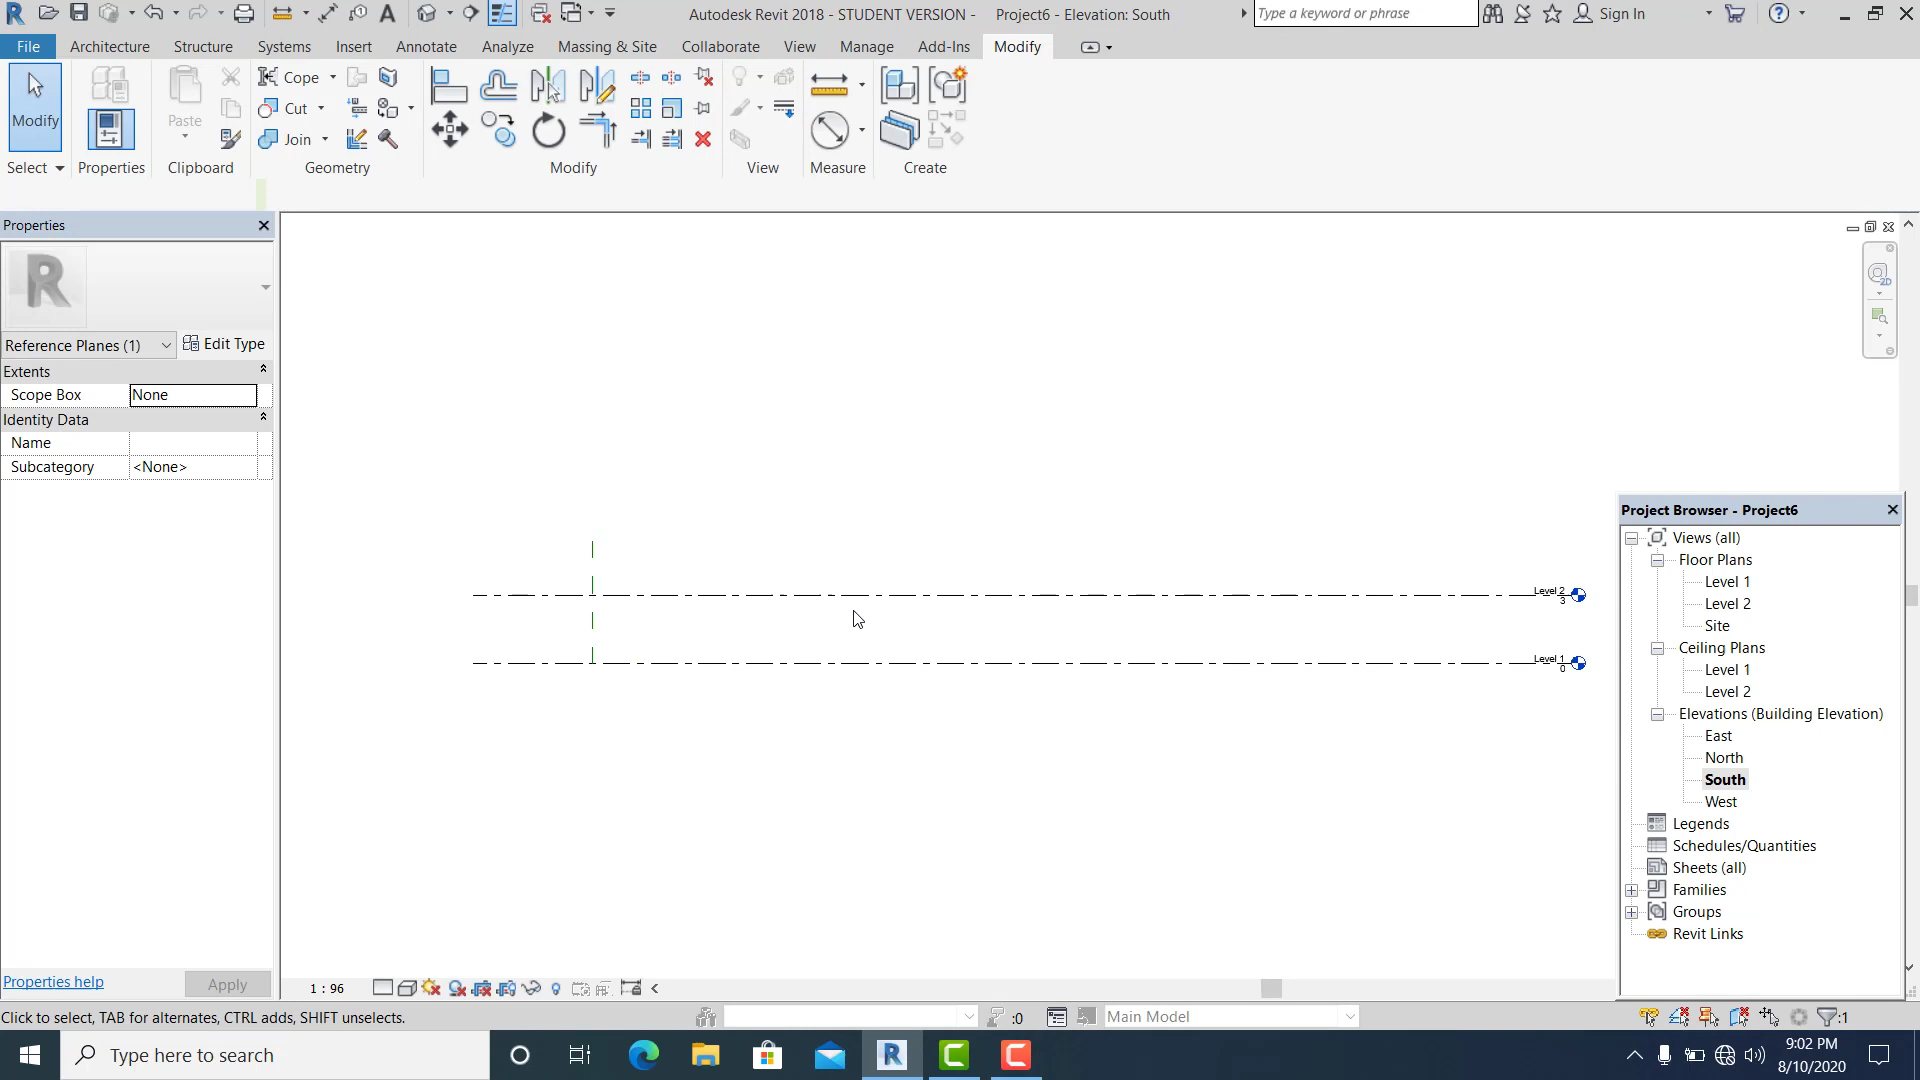 Autodesk Revit 2018 - STUDENT VERSION - Project6 - Elevation: South
Type a keyword or phrase
Sign In
File Architecture Structure Systems Insert Annotate Analyze Massing & Site Collaborate View Manage Add-Ins Modify
Modify
Paste
Cope
Cut
Join
Select Properties Clipboard Geometry Modify View Measure Create
Properties
Reference Planes (1) Edit Type
Extents
Scope Box None
Identity Data
Name
Subcategory <None>
Properties help Apply
Level 2
3
Level 1
0
Project Browser - Project6
Views (all)
Floor Plans
Level 1
Level 2
Site
Ceiling Plans
Level 1
Level 2
Elevations (Building Elevation)
East
North
South
West
Legends
Schedules/Quantities
Sheets (all)
Families
Groups
Revit Links
1 : 96
Click to select, TAB for alternates, CTRL adds, SHIFT unselects.
:0
Main Model
:1
Type here to search
9:02 PM
8/10/2020